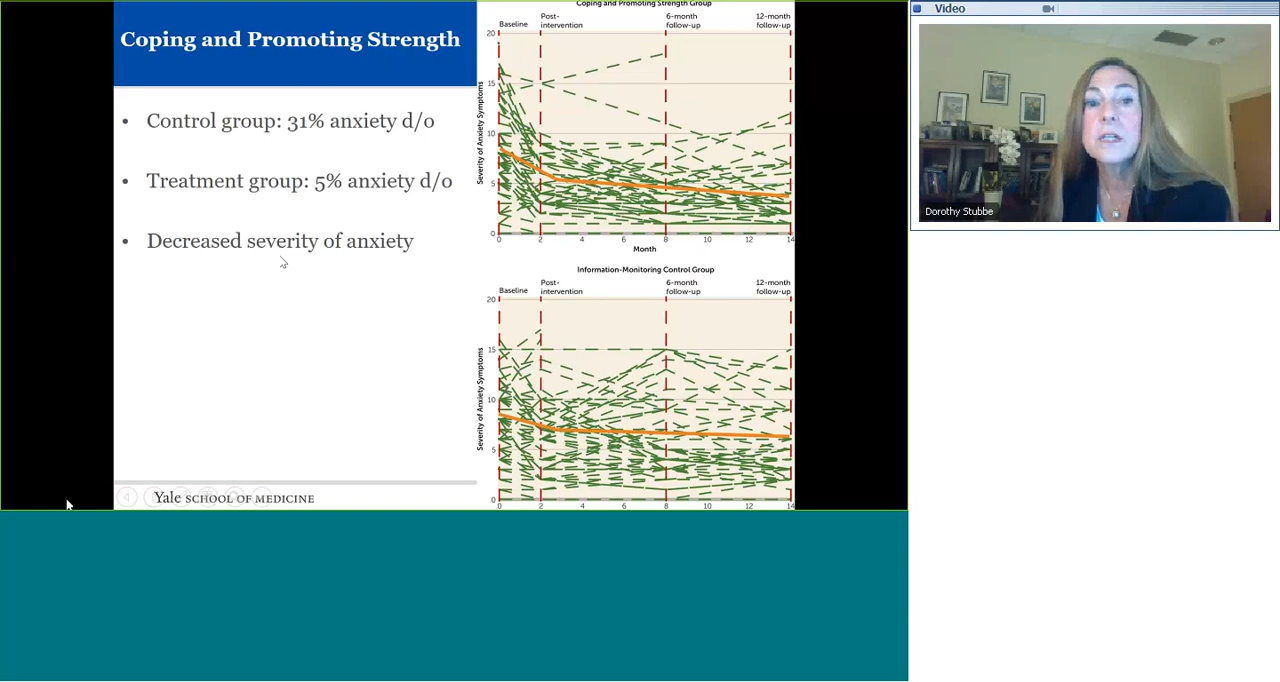 Coping and Promoting Strength
• Control group: 31% anxiety d/o
• Treatment group: 5% anxiety d/o
• Decreased severity of anxiety
Yale SCHOOL OF MEDICINE
Coping and Promoting Strength Group
Baseline
Post-
intervention
6-month
follow-up
12-month
follow-up
Severity of Anxiety Symptoms
20
15
10
5
0
0 2 4 6 8 10 12 14
Month
Information-Monitoring Control Group
Baseline
Post-
intervention
6-month
follow-up
12-month
follow-up
Severity of Anxiety Symptoms
20
15
10
5
0
0 2 4 6 8 10 12 14
Video
Dorothy Stubbe